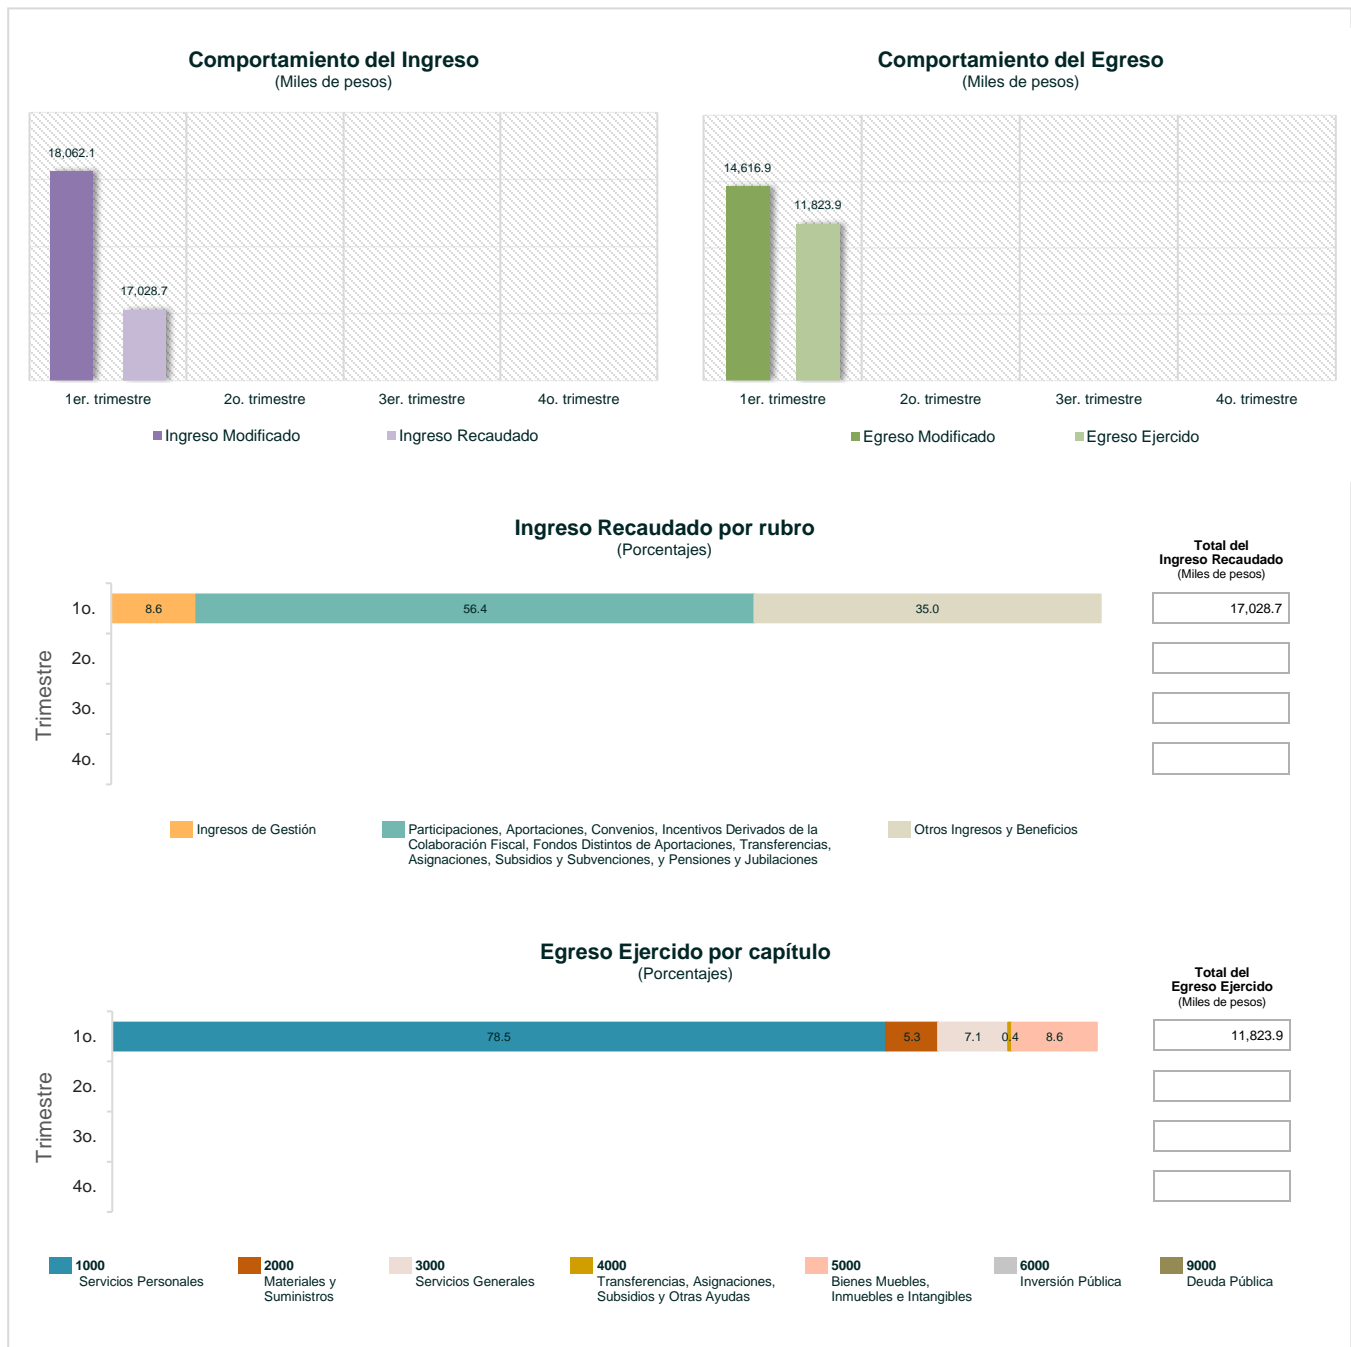 Comportamiento del Ingreso
(Miles de pesos)
18,062.1
17,028.7
1er. trimestre
2o. trimestre
3er. trimestre
4o. trimestre
Ingreso Modificado
Ingreso Recaudado
Comportamiento del Egreso
(Miles de pesos)
14,616.9
11,823.9
1er. trimestre
2o. trimestre
3er. trimestre
4o. trimestre
Egreso Modificado
Egreso Ejercido
Ingreso Recaudado por rubro
(Porcentajes)
Total del
Ingreso Recaudado
(Miles de pesos)
Trimestre
1o.
8.6
56.4
35.0
17,028.7
2o.
3o.
4o.
Ingresos de Gestión
Participaciones, Aportaciones, Convenios, Incentivos Derivados de la
Colaboración Fiscal, Fondos Distintos de Aportaciones, Transferencias,
Asignaciones, Subsidios y Subvenciones, y Pensiones y Jubilaciones
Otros Ingresos y Beneficios
Egreso Ejercido por capítulo
(Porcentajes)
Total del
Egreso Ejercido
(Miles de pesos)
Trimestre
1o.
78.5
5.3
7.1
0.4
8.6
11,823.9
2o.
3o.
4o.
1000
Servicios Personales
2000
Materiales y
Suministros
3000
Servicios Generales
4000
Transferencias, Asignaciones,
Subsidios y Otras Ayudas
5000
Bienes Muebles,
Inmuebles e Intangibles
6000
Inversión Pública
9000
Deuda Pública